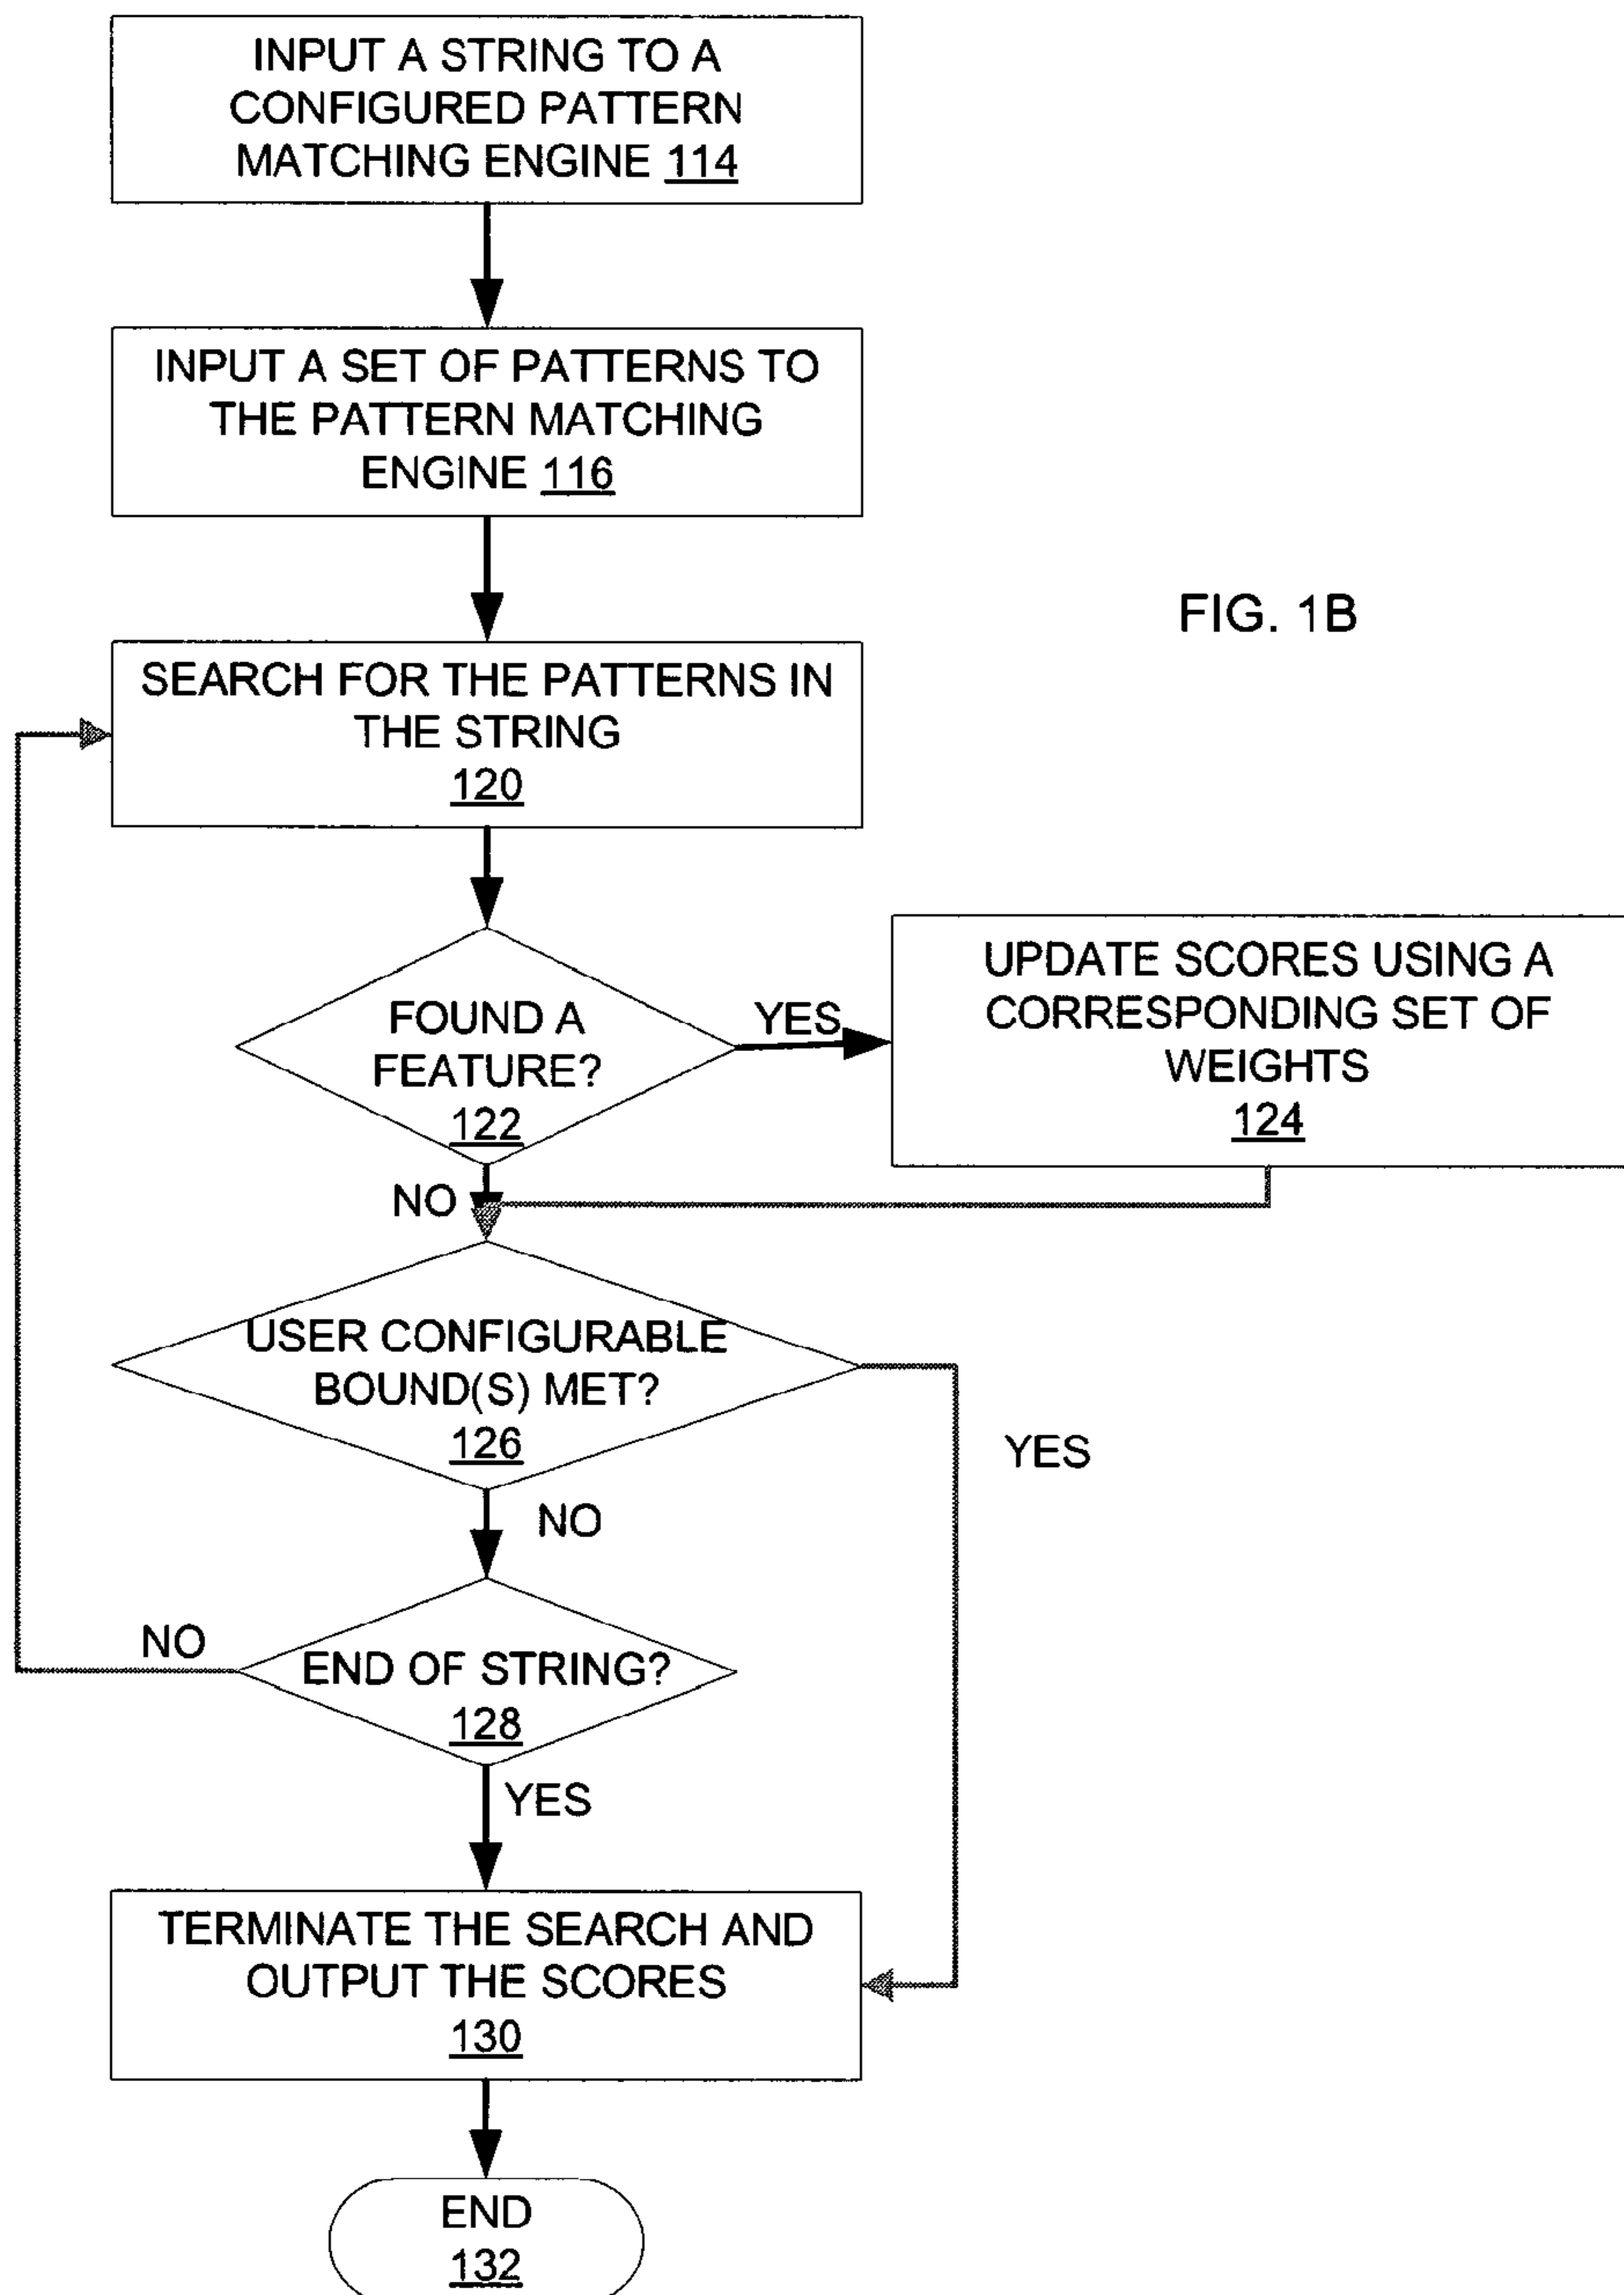 INPUT A STRING TO A
CONFIGURED PATTERN
MATCHING ENGINE 114
INPUT A SET OF PATTERNS TO
THE PATTERN MATCHING
ENGINE 116
FIG. 1B
SEARCH FOR THE PATTERNS IN
THE STRING
120
FOUND A
FEATURE?
122
YES
UPDATE SCORES USING A
CORRESPONDING SET OF
WEIGHTS
124
NO
USER CONFIGURABLE
BOUND(S) MET?
126
YES
NO
NO
END OF STRING?
128
YES
TERMINATE THE SEARCH AND
OUTPUT THE SCORES
130
END
132